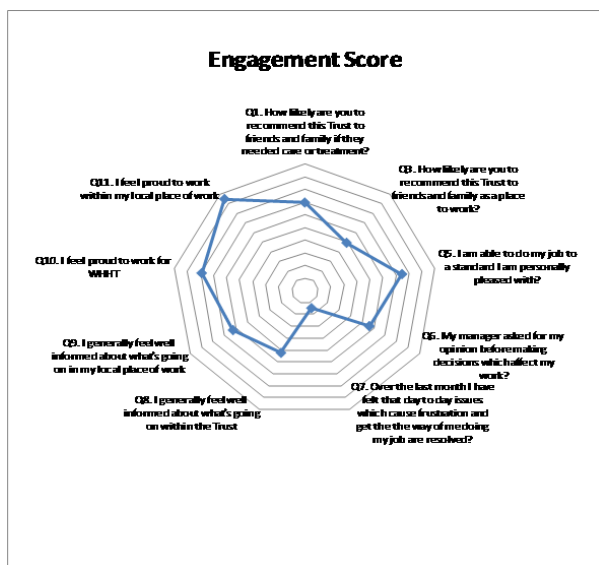 Engagement Score
Q1. How likely are you to
recommend this Trust to
friends and family if they
needed care or treatment?
Q3. How likely are you to
recommend this Trust to
friends and family as a place
to work?
Q5. I am able to do my job to
a standard I am personally
pleased with?
Q6. My manager asked for my
opinion before making
decisions which affect my
work?
Q7. Over the last month I have
felt that day to day issues
which cause frustration and
get the the way of me doing
my job are resolved?
Q8. I generally feel well
informed about what's going
on within the Trust
Q9. I generally feel well
informed about what's going
on in my local place of work
Q10. I feel proud to work for
WHHT
Q11. I feel proud to work
within my local place of work